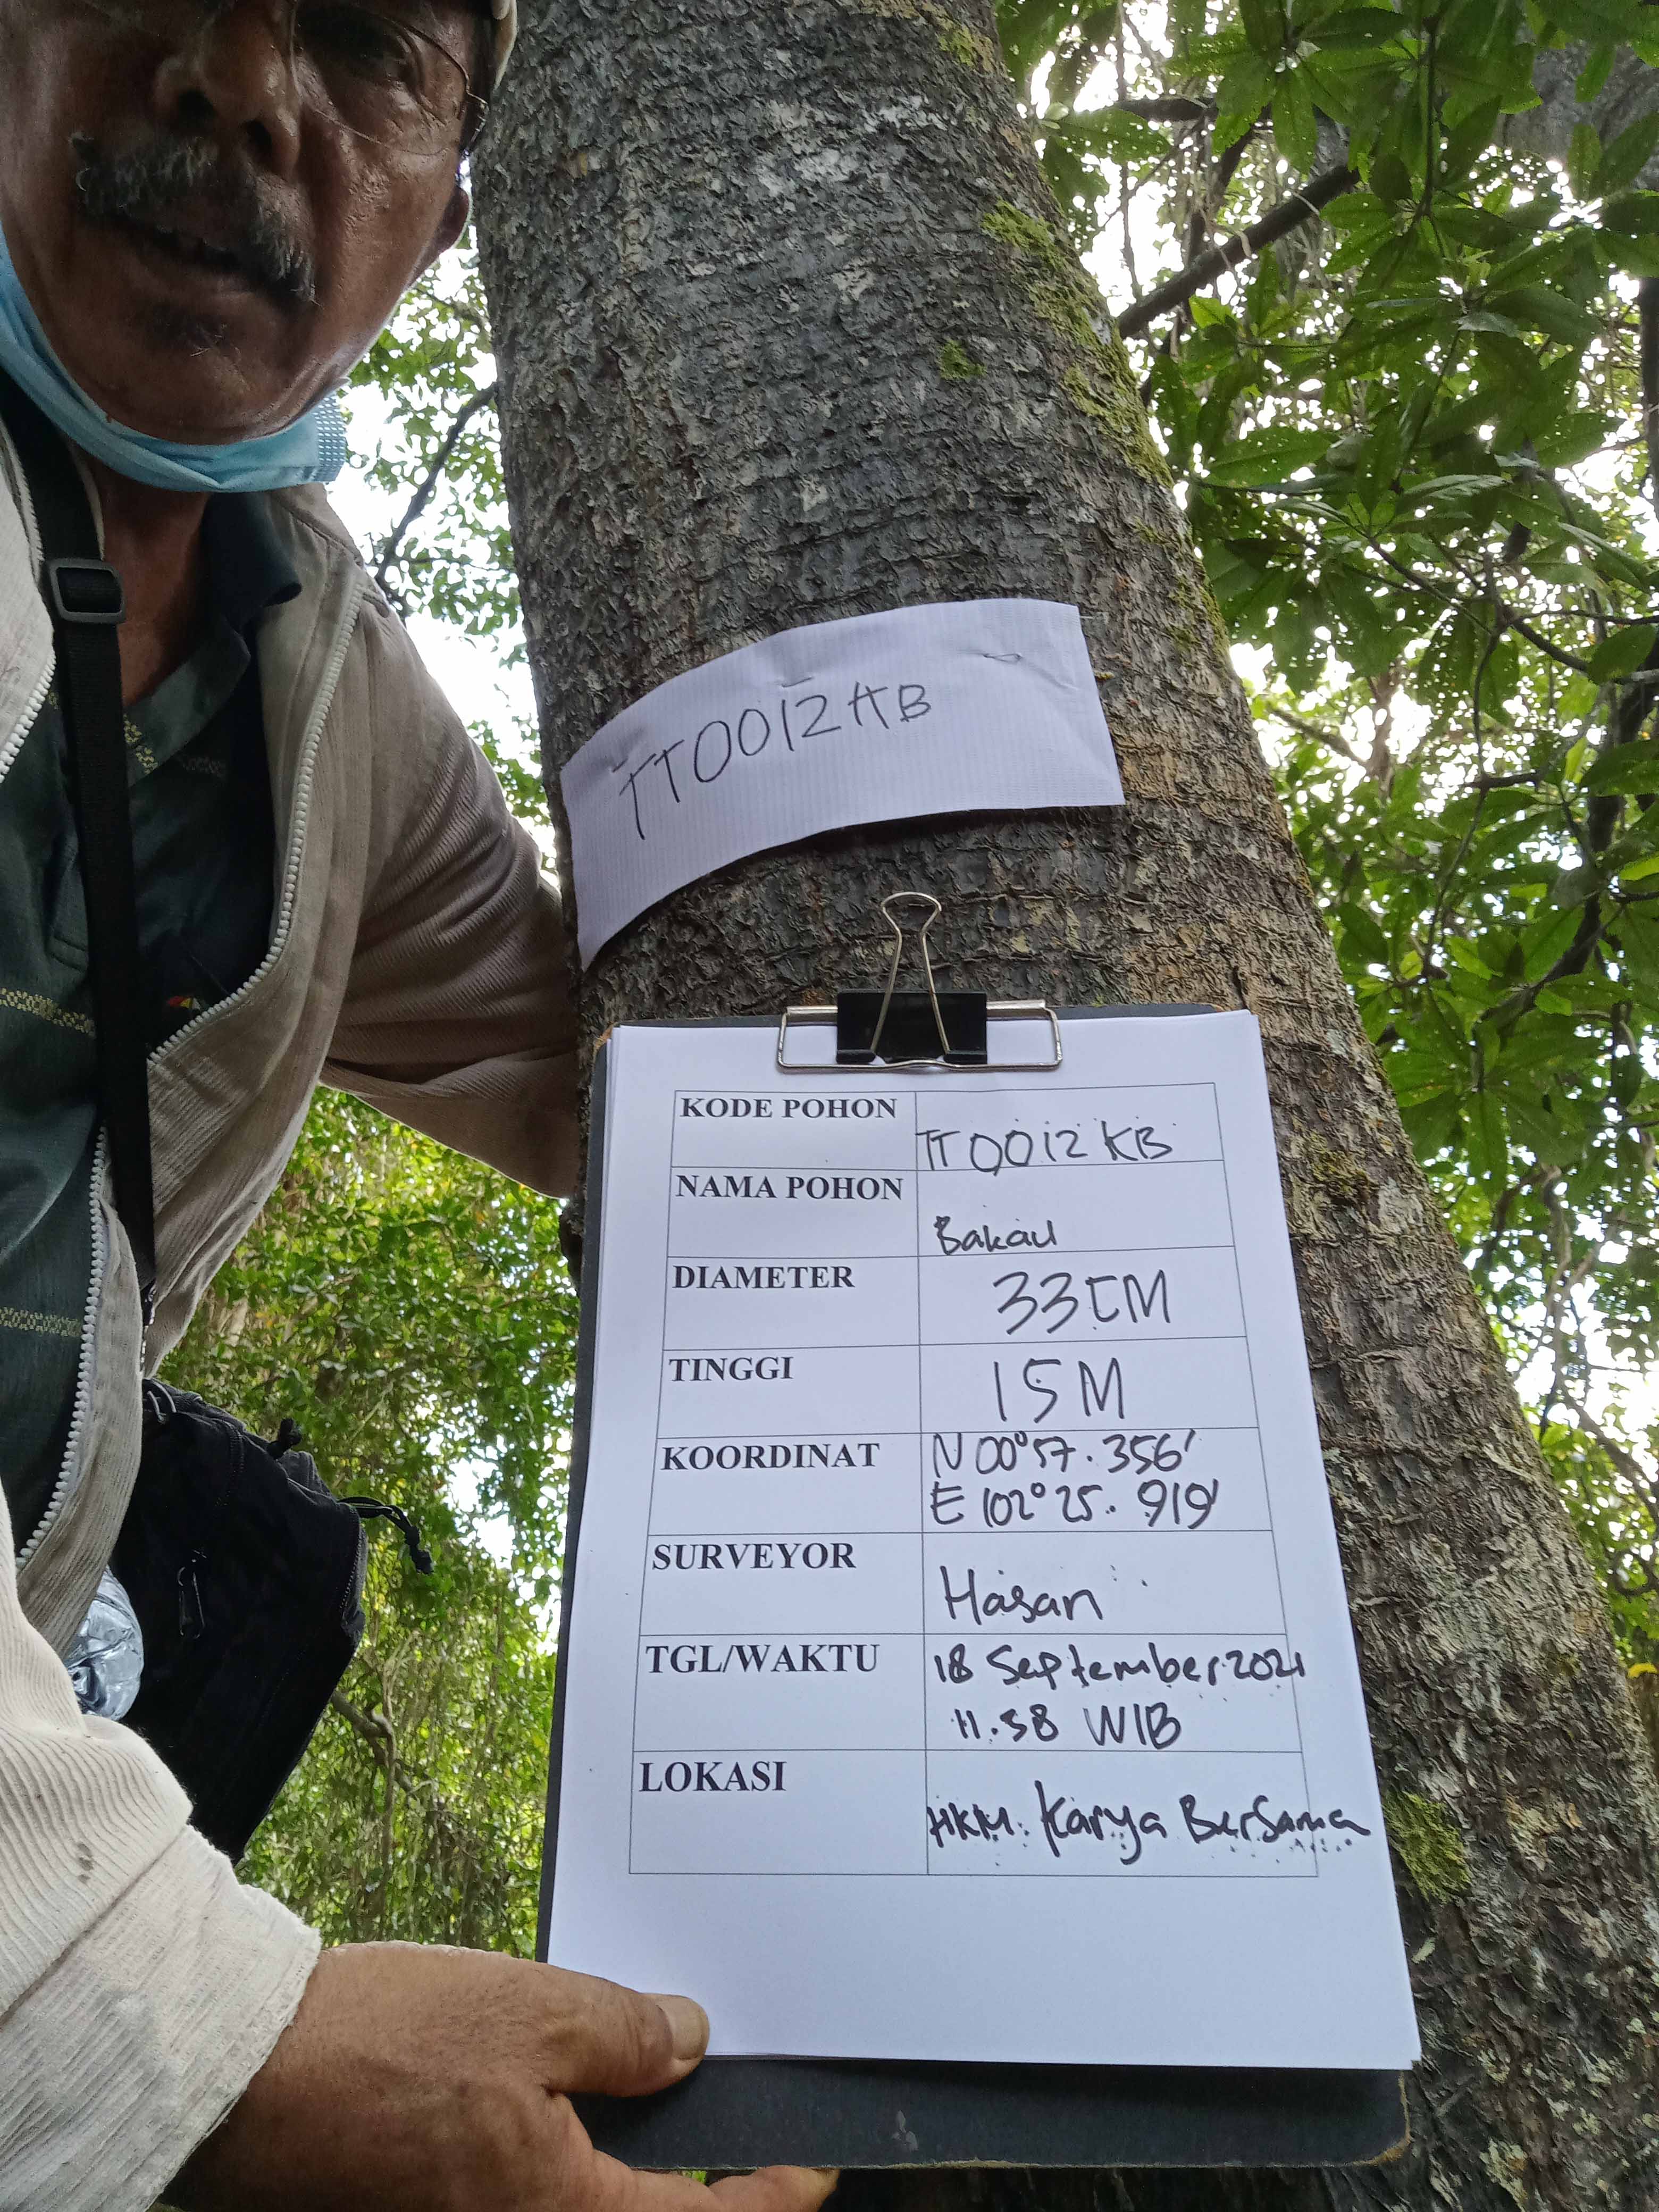 TT0012KB
KODE POHON TT0012KB
NAMA POHON Bakau
DIAMETER 33CM
TINGGI 15M
KOORDINAT N 00°57.356'
E 102°25.919'
SURVEYOR Hasan
TGL/WAKTU 18 September 2021
11.38 WIB
LOKASI HKM. Karya Bersama